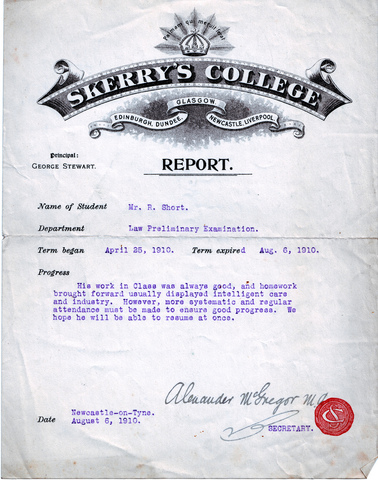 SKERRY'S COLLEGE
GLASGOW
EDINBURGH, DUNDEE, NEWCASTLE, LIVERPOOL
Principal:
GEORGE STEWART.
REPORT.
Name of Student Mr. R. Short.
Department Law Preliminary Examination.
Term began April 25, 1910. Term expired Aug. 6, 1910.
Progress
His work in Class was always good, and homework
brought forward usually displayed intelligent care
and industry. However, more systematic and regular
attendance must be made to ensure good progress. We
hope he will be able to resume at once.
Alexander McGregor M.A.
Newcastle-on-Tyne.
Date August 6, 1910.
SECRETARY.